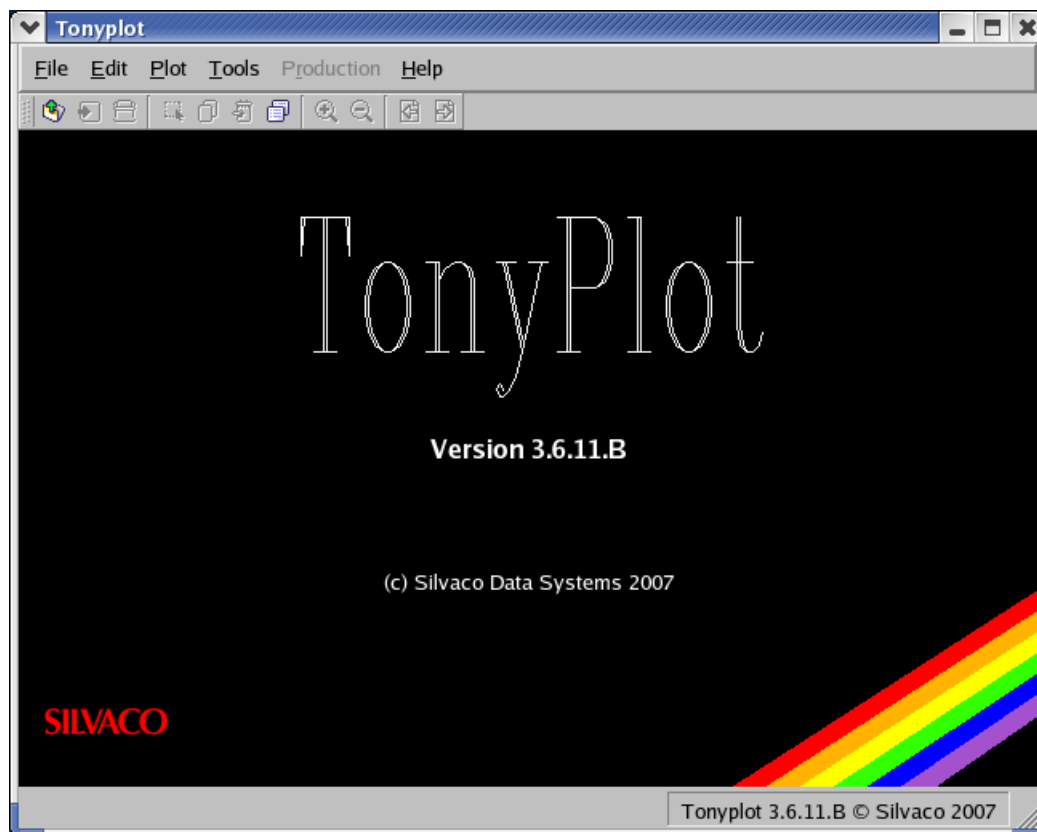 Tonyplot
File Edit Plot Tools Production Help
TonyPlot
Version 3.6.11.B
(c) Silvaco Data Systems 2007
SILVACO
Tonyplot 3.6.11.B © Silvaco 2007